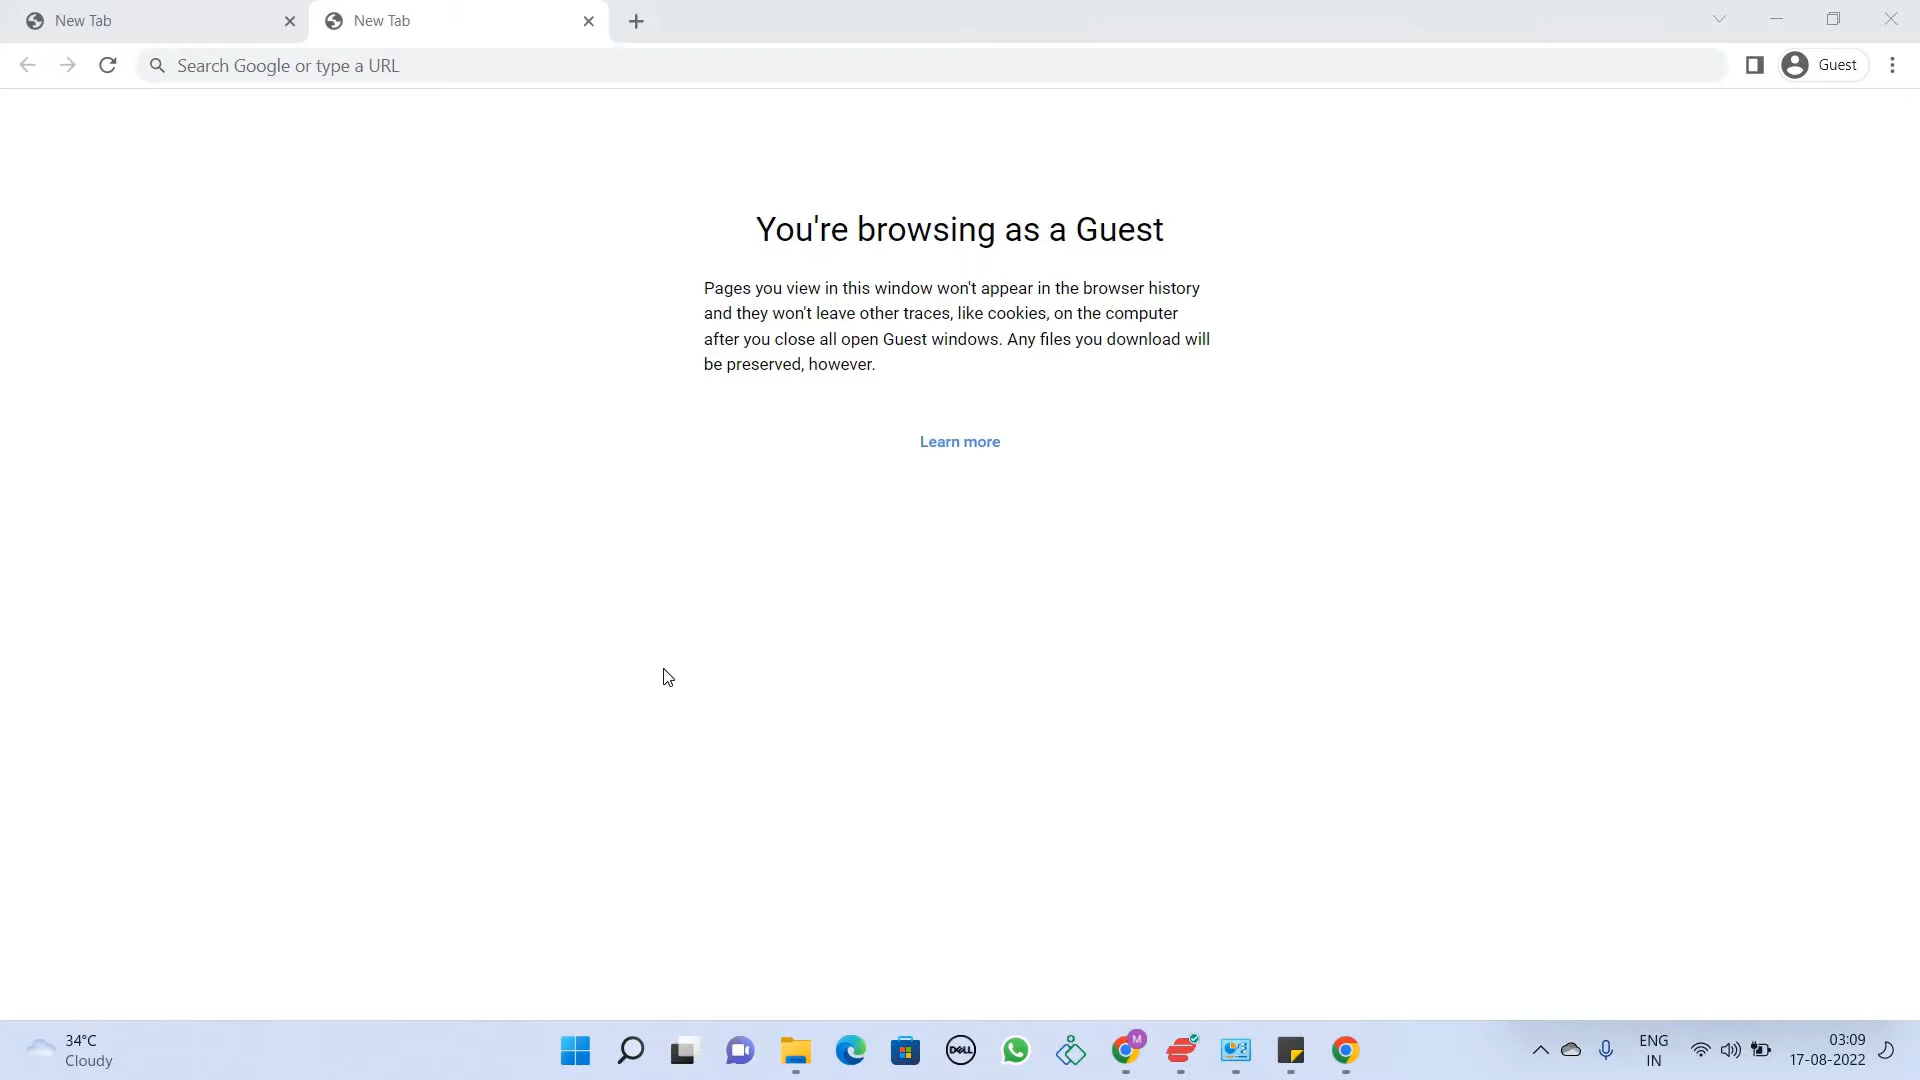 New Tab
New Tab
Search Google or type a URL
Guest
You're browsing as a Guest
Pages you view in this window won't appear in the browser history
and they won't leave other traces, like cookies, on the computer
after you close all open Guest windows. Any files you download will
be preserved, however.
Learn more
34°C
Cloudy
DELL
M
ENG
IN
03:09
17-08-2022